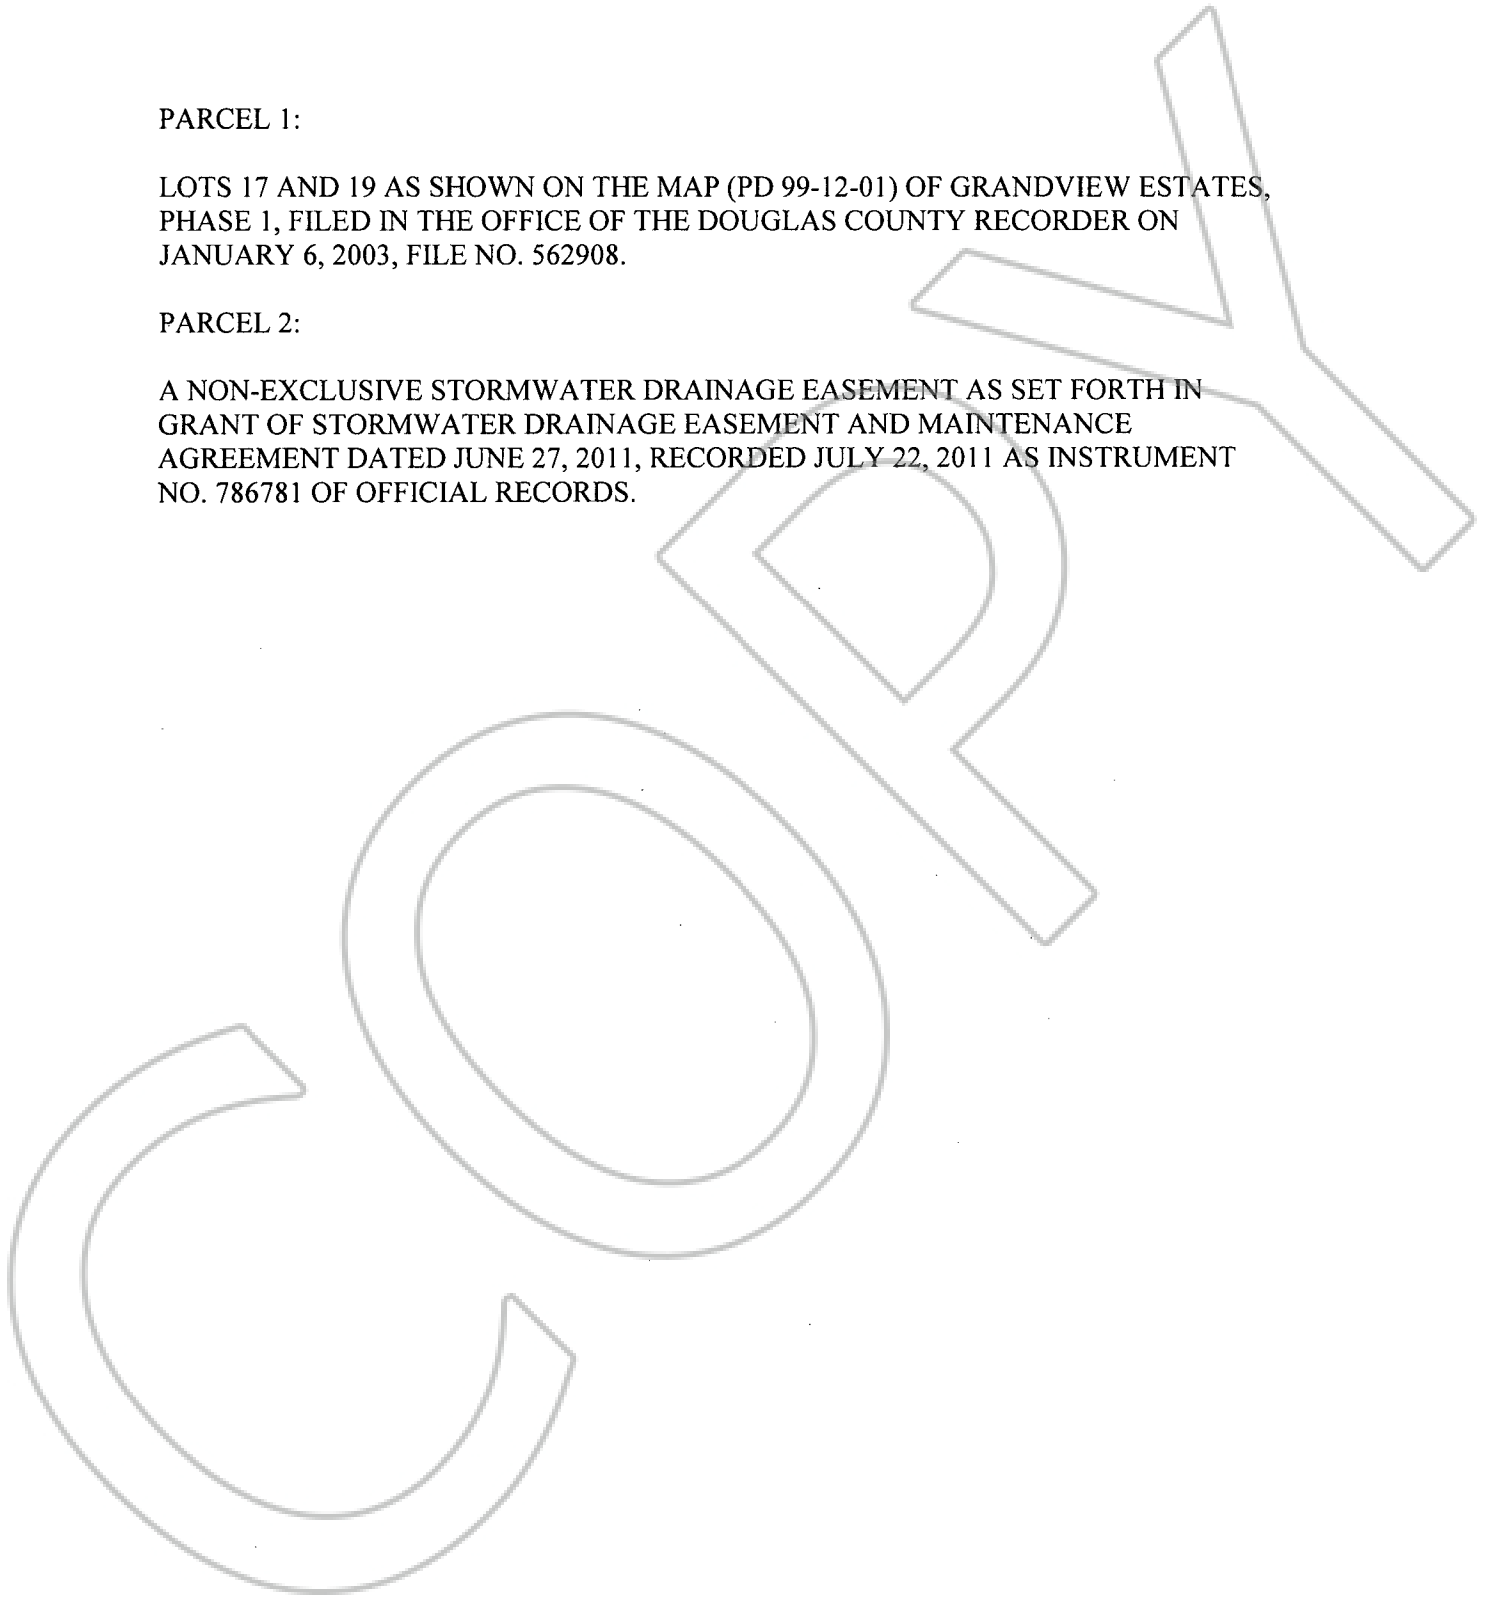 PARCEL 1:
LOTS 17 AND 19 AS SHOWN ON THE MAP (PD 99-12-01) OF GRANDVIEW ESTATES,
PHASE 1, FILED IN THE OFFICE OF THE DOUGLAS COUNTY RECORDER ON
JANUARY 6, 2003, FILE NO. 562908.
PARCEL 2:
A NON-EXCLUSIVE STORMWATER DRAINAGE EASEMENT AS SET FORTH IN
GRANT OF STORMWATER DRAINAGE EASEMENT AND MAINTENANCE
AGREEMENT DATED JUNE 27, 2011, RECORDED JULY 22, 2011 AS INSTRUMENT
NO. 786781 OF OFFICIAL RECORDS.
COPY